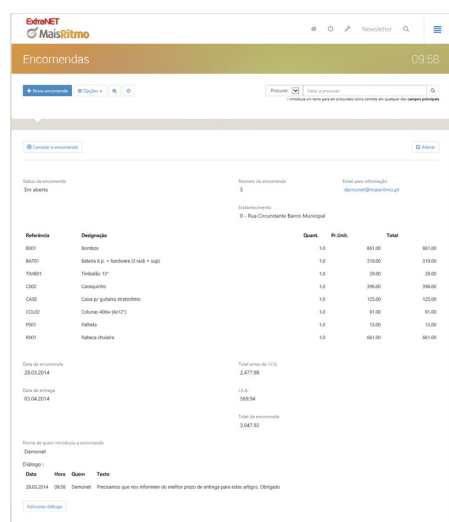 ExtraNET
MaisRitmo
Newsletter
Encomendas
09:58
Nova encomenda
Opções
Procurar:
Valor a procurar
Introduza um texto para ser procurado como contido em qualquer dos campos principais
Cancelar a encomenda
Alterar
Status da encomenda
Em aberto
Número da encomenda
5
Email para informação
demonet@maisritmo.pt
Estabelecimento
0 - Rua Circundante Bairro Municipal
Referência Designação Quant. Pr.Unit. Total
B001 Bombos 1.0 661.00 661.00
BAT01 Bateria 8 p. + hardware (3 rack + sup) 1.0 319.00 319.00
TIMB01 Timbalão 13" 1.0 29.00 29.00
C002 Cavaquinho 1.0 396.00 396.00
CASE Caixa p/ guitarra stratoritmo 1.0 125.00 125.00
COL02 Colunas 400w (4x12") 1.0 91.00 91.00
P001 Palheta 1.0 13.00 13.00
R001 Rabeca chuleira 1.0 661.00 661.00
Data da encomenda
28.03.2014
Total antes de I.V.A.
2,477.98
Data de entrega
03.04.2014
I.V.A.
569.94
Total da encomenda
3,047.92
Nome de quem introduziu a encomenda
Demonet
Diálogo :
Data Hora Quem Texto
28.03.2014 09:58 Demonet Precisamos que nos informem do melhor prazo de entrega para estes artigos. Obrigado
Adicionar diálogo